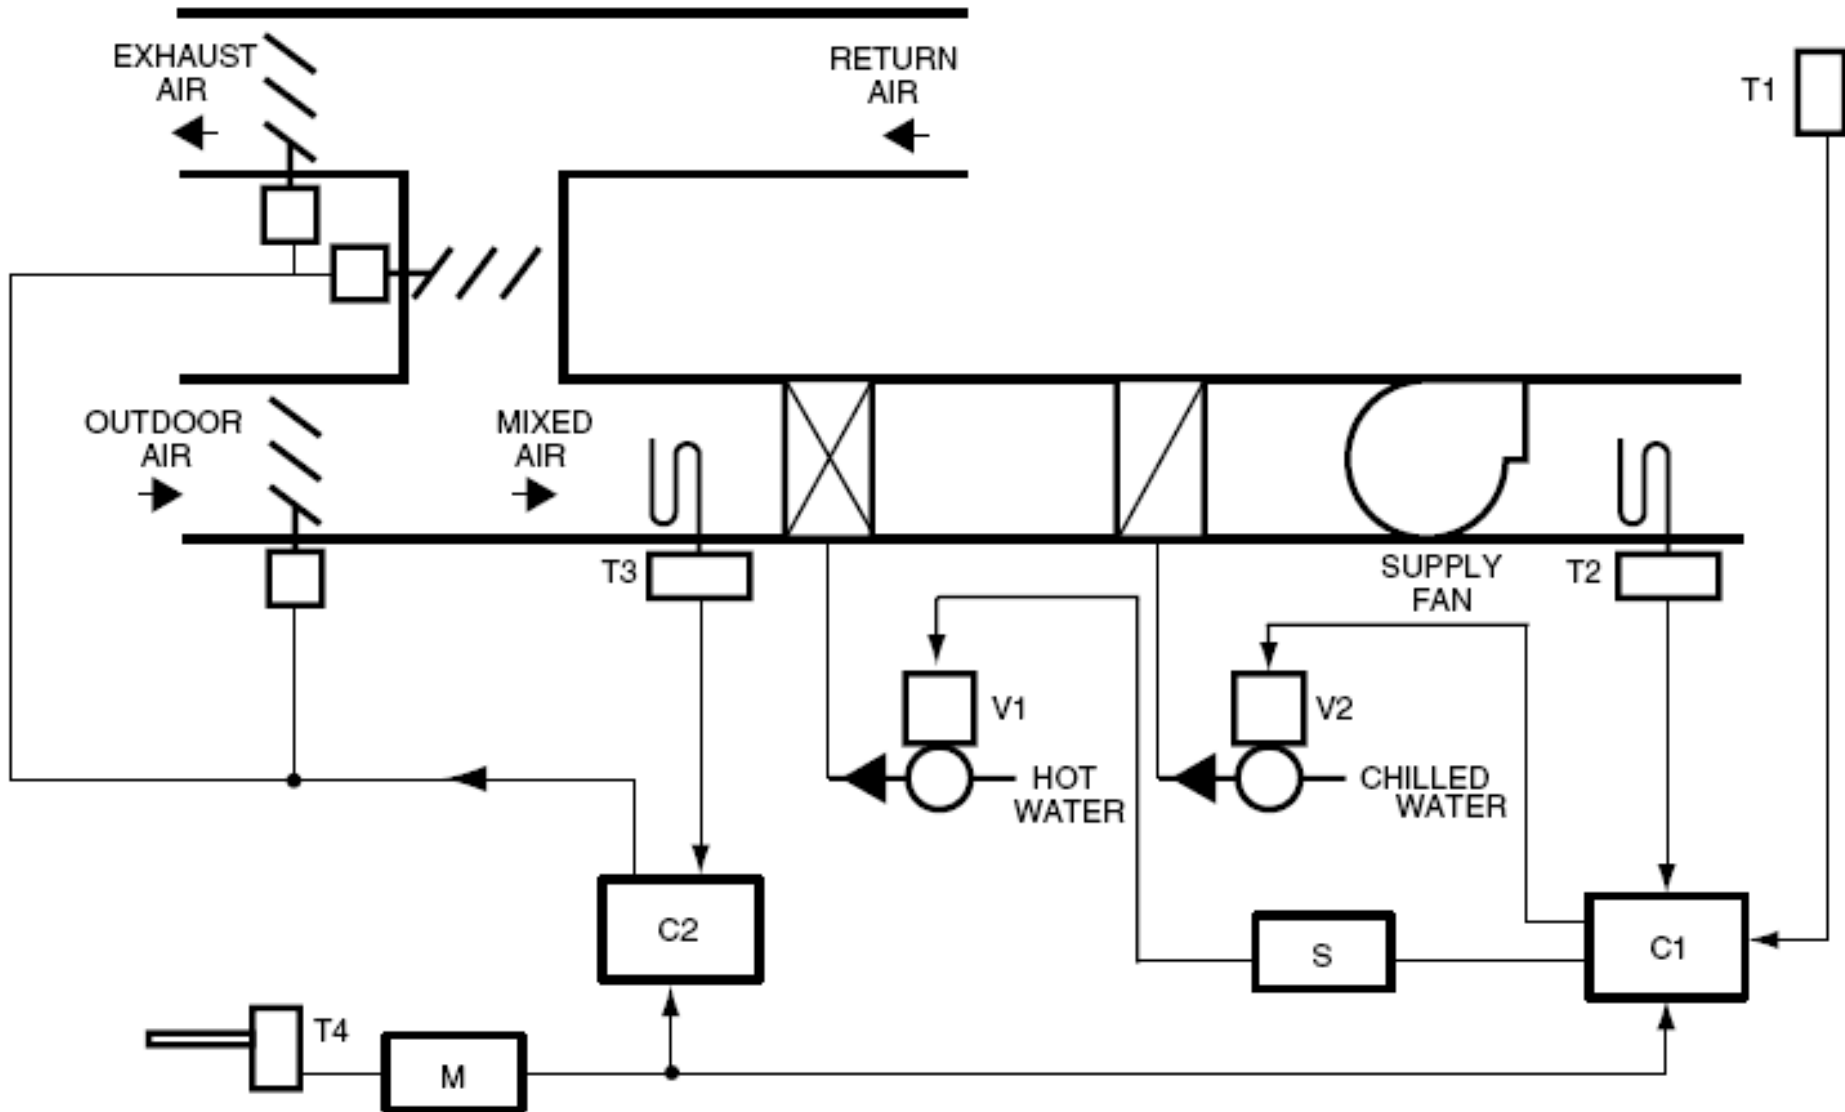 EXHAUST
AIR
RETURN
AIR
T1
OUTDOOR
AIR
MIXED
AIR
T3
SUPPLY
FAN
T2
V1
V2
HOT
WATER
CHILLED
WATER
C2
S
C1
T4
M